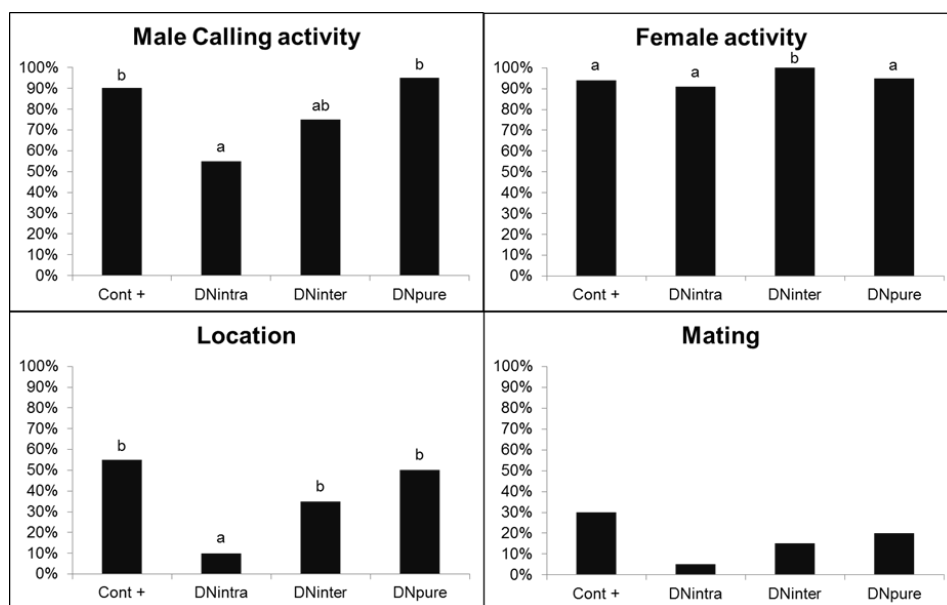 Male Calling activity
100%
90%
80%
70%
60%
50%
40%
30%
20%
10%
0%
b
a
ab
b
Cont + DNintra DNinter DNpure
Female activity
100%
90%
80%
70%
60%
50%
40%
30%
20%
10%
0%
a
a
b
a
Cont + DNintra DNinter DNpure
Location
100%
90%
80%
70%
60%
50%
40%
30%
20%
10%
0%
b
a
b
b
Cont + DNintra DNinter DNpure
Mating
100%
90%
80%
70%
60%
50%
40%
30%
20%
10%
0%
Cont + DNintra DNinter DNpure